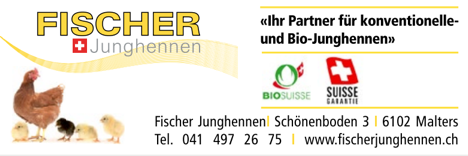 FISCHER
Junghennen
«Ihr Partner für konventionelle-
und Bio-Junghennen»
BIOSUISSE
SUISSE
GARANTIE
Fischer Junghennen I Schönenboden 3 I 6102 Malters
Tel. 041 497 26 75 I www.fischerjunghennen.ch